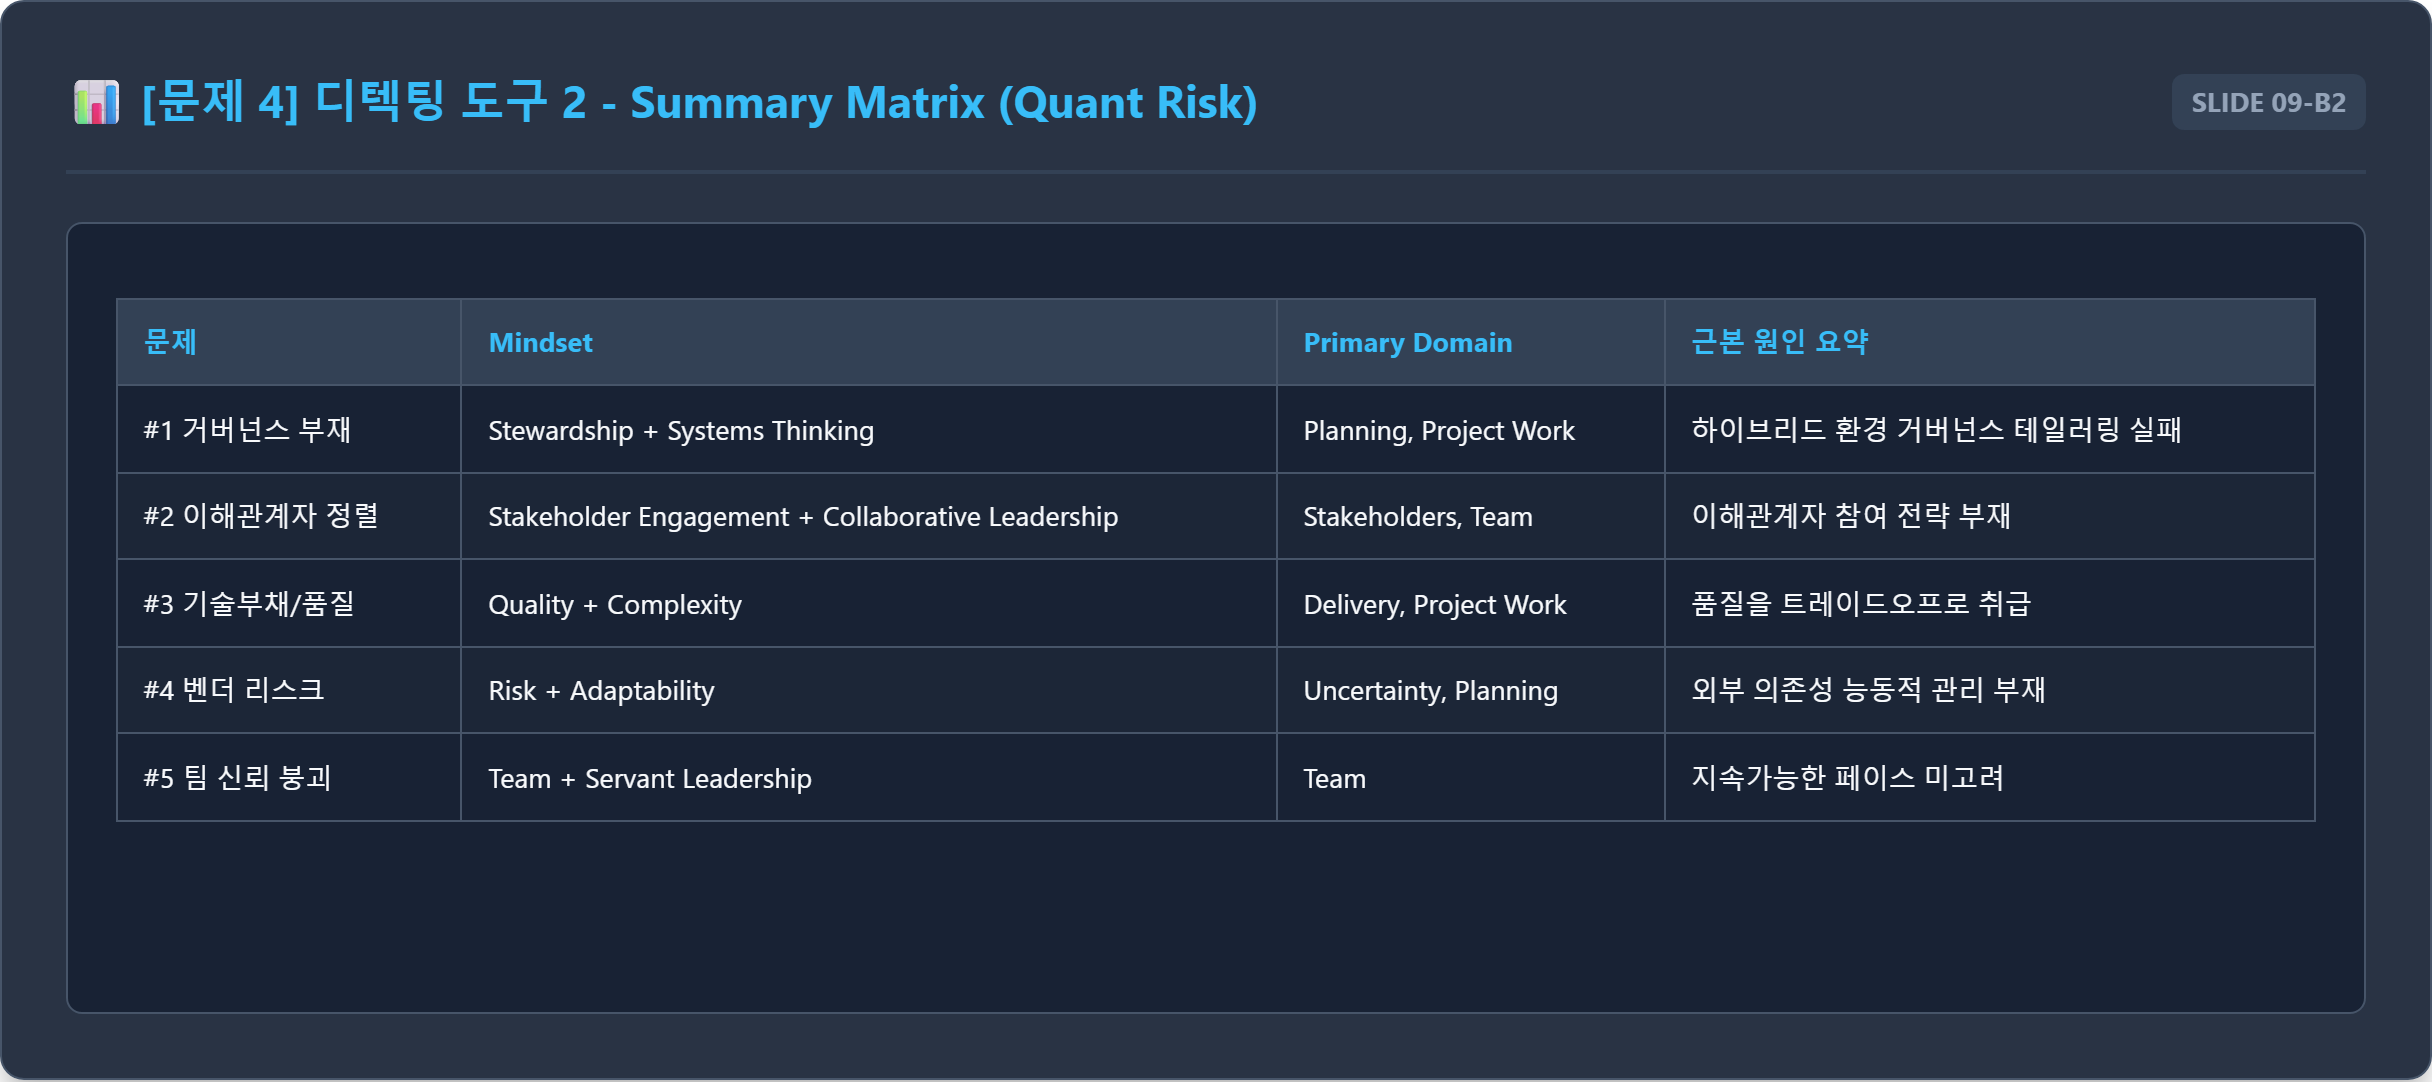 [문제 4] 디텍팅 도구 2 - Summary Matrix (Quant Risk)
SLIDE 09-B2
문제 Mindset Primary Domain 근본 원인 요약
#1 거버넌스 부재 Stewardship + Systems Thinking Planning, Project Work 하이브리드 환경 거버넌스 테일러링 실패
#2 이해관계자 정렬 Stakeholder Engagement + Collaborative Leadership Stakeholders, Team 이해관계자 참여 전략 부재
#3 기술부채/품질 Quality + Complexity Delivery, Project Work 품질을 트레이드오프로 취급
#4 벤더 리스크 Risk + Adaptability Uncertainty, Planning 외부 의존성 능동적 관리 부재
#5 팀 신뢰 붕괴 Team + Servant Leadership Team 지속가능한 페이스 미고려